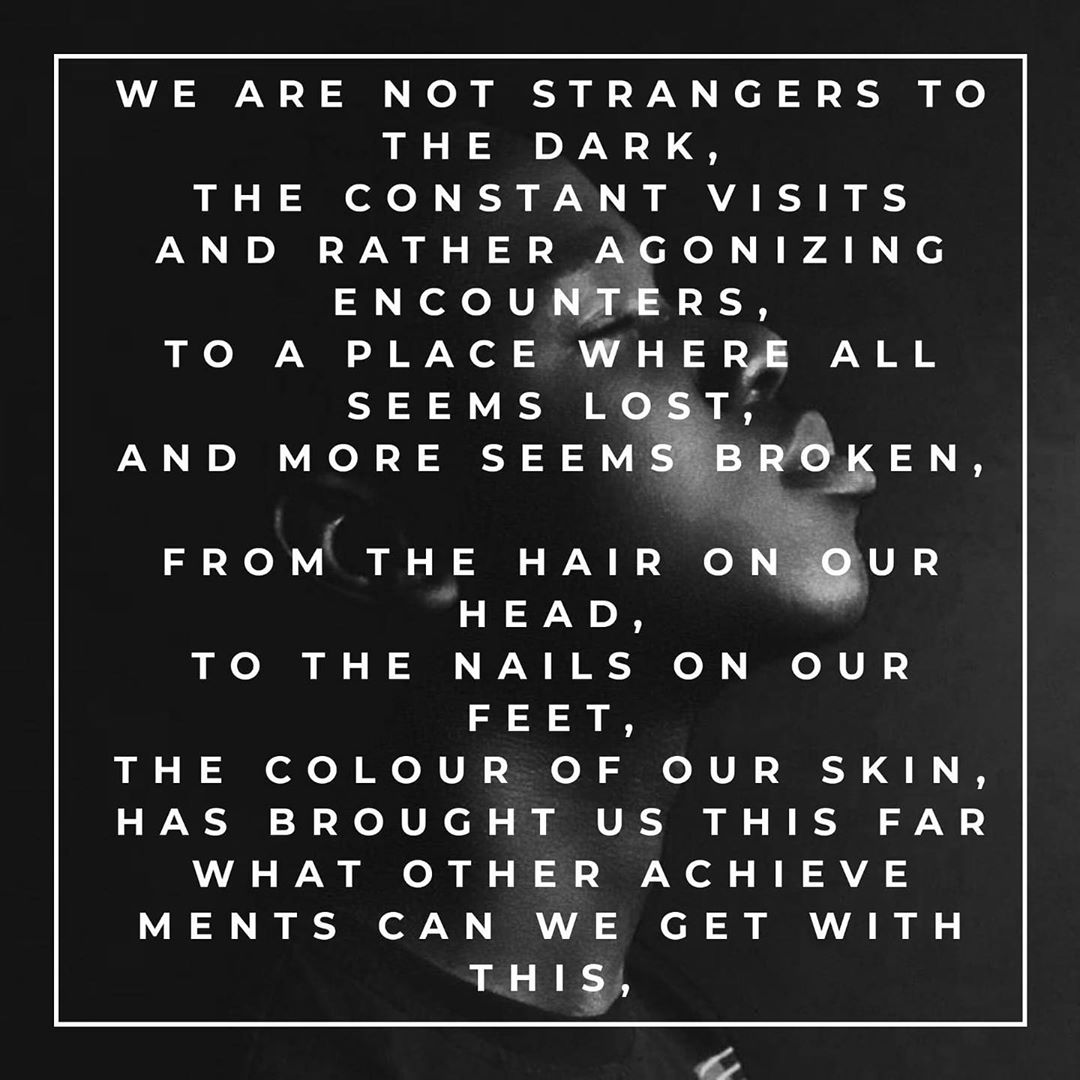 WE ARE NOT STRANGERS TO
THE DARK,
THE CONSTANT VISITS
AND RATHER AGONIZING
ENCOUNTERS,
TO A PLACE WHERE ALL
SEEMS LOST,
AND MORE SEEMS BROKEN,
FROM THE HAIR ON OUR
HEAD,
TO THE NAILS ON OUR
FEET,
THE COLOUR OF OUR SKIN,
HAS BROUGHT US THIS FAR
WHAT OTHER ACHIEVE
MENTS CAN WE GET WITH
THIS,